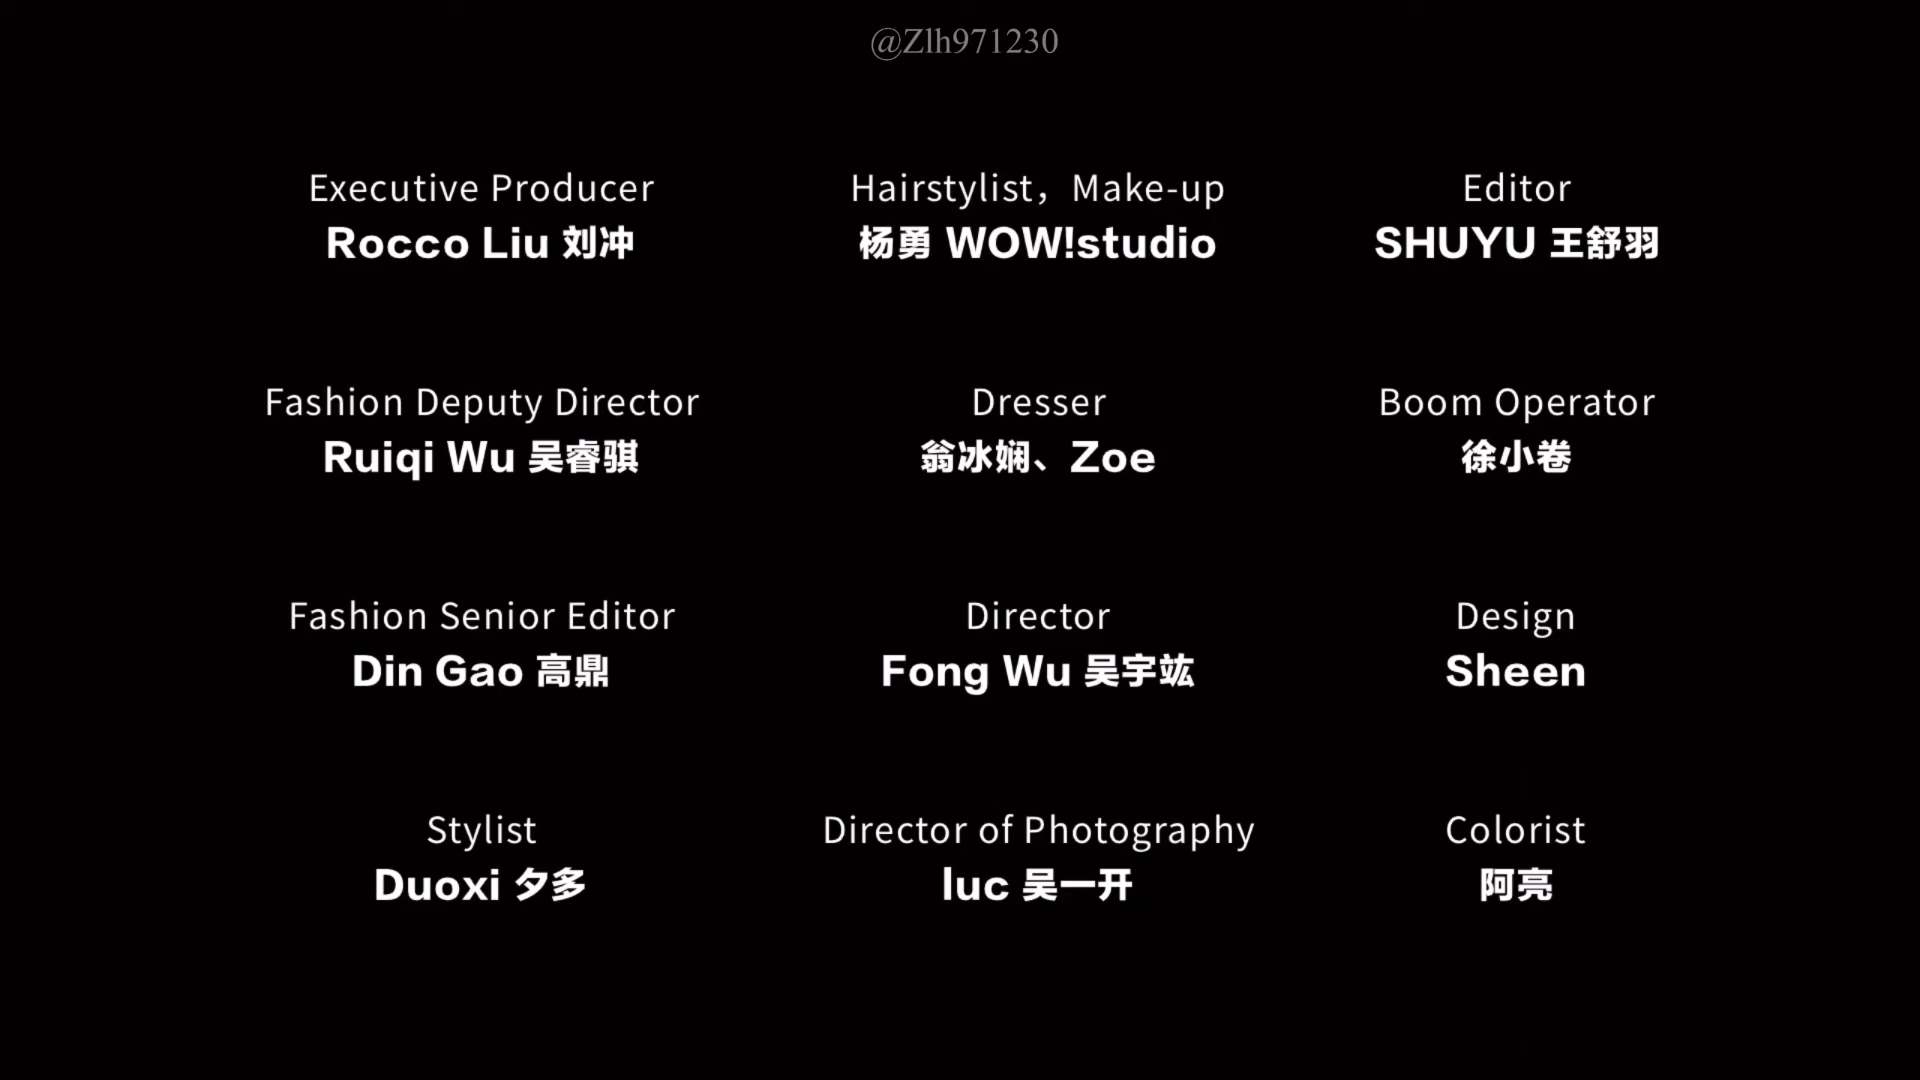 @Zlh971230
Executive Producer
Rocco Liu 刘冲
Hairstylist，Make-up
杨勇 WOW!studio
Editor
SHUYU 王舒羽
Fashion Deputy Director
Ruiqi Wu 吴睿骐
Dresser
翁冰娴、Zoe
Boom Operator
徐小卷
Fashion Senior Editor
Din Gao 高鼎
Director
Fong Wu 吴宇竑
Design
Sheen
Stylist
Duoxi 夕多
Director of Photography
luc 吴一开
Colorist
阿亮